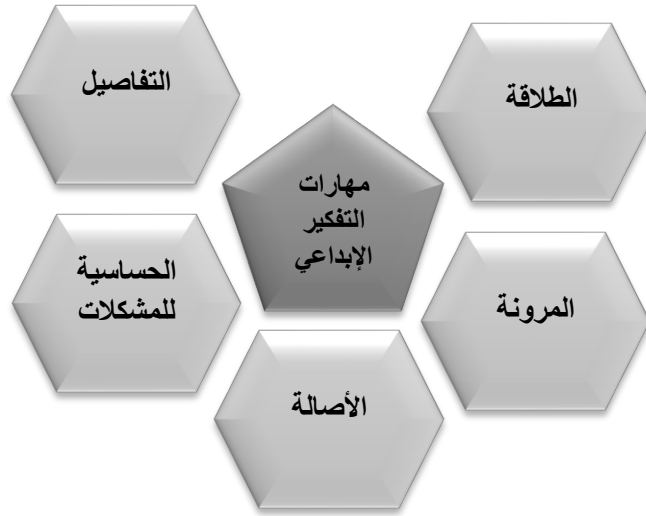 مهارات
التفكير
الإبداعي
الطلاقة
المرونة
الأصالة
الحساسية
للمشكلات
التفاصيل